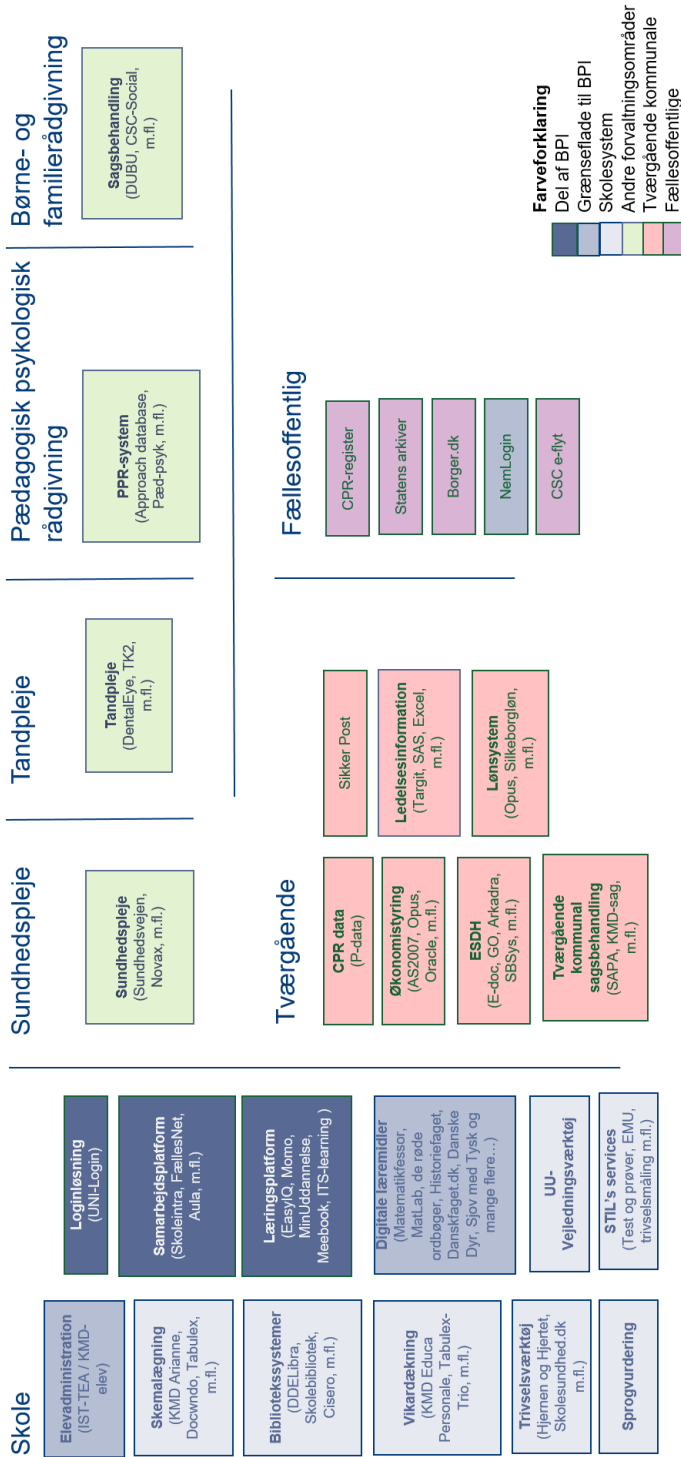 Skole
Elevadministration
(IST-TEA / KMD-
elev)
Skemalægning
(KMD Arianne,
Docwndo, Tabulex,
m.fl.)
Bibliotekssystemer
(DDELibra,
Skolebibliotek,
Cisero, m.fl.)
Vikardækning
(KMD Educa
Personale, Tabulex-
Trio, m.fl.)
Trivselsværktøj
(Hjernen og Hjertet,
Skolesundhed.dk
m.fl.)
Sprogvurdering
Loginløsning
(UNI-Login)
Samarbejdsplatform
(Skoleintra, FællesNet,
Aula, m.fl.)
Læringsplatform
(EasyIQ, Momo,
MinUddannelse,
Meebook, ITS-learning )
Digitale læremidler
(Matematikfessor,
MatLab, de røde
ordbøger, Historiefaget,
Danskfaget.dk, Danske
Dyr, Sjov med Tysk og
mange flere…)
UU-
Vejledningsværktøj
STIL's services
(Test og prøver, EMU,
trivselsmåling m.fl.)
Sundhedspleje
Sundhedspleje
(Sundhedsvejen,
Novax, m.fl.)
Tandpleje
Tandpleje
(DentalEye, TK2,
m.fl.)
Pædagogisk psykologisk
rådgivning
PPR-system
(Approach database,
Pæd-psyk, m.fl.)
Børne- og
familierådgivning
Sagsbehandling
(DUBU, CSC-Social,
m.fl.)
Tværgående
CPR data
(P-data)
Økonomistyring
(AS2007, Opus,
Oracle, m.fl.)
ESDH
(E-doc, GO, Arkadra,
SBSys, m.fl.)
Tværgående
kommunal
sagsbehandling
(SAPA, KMD-sag,
m.fl.)
Sikker Post
Ledelsesinformation
(Targit, SAS, Excel,
m.fl.)
Lønsystem
(Opus, Silkeborgløn,
m.fl.)
Fællesoffentlig
CPR-register
Statens arkiver
Borger.dk
NemLogin
CSC e-flyt
Farveforklaring
Del af BPI
Grænseflade til BPI
Skolesystem
Andre forvaltningsområder
Tværgående kommunale
Fællesoffentlige